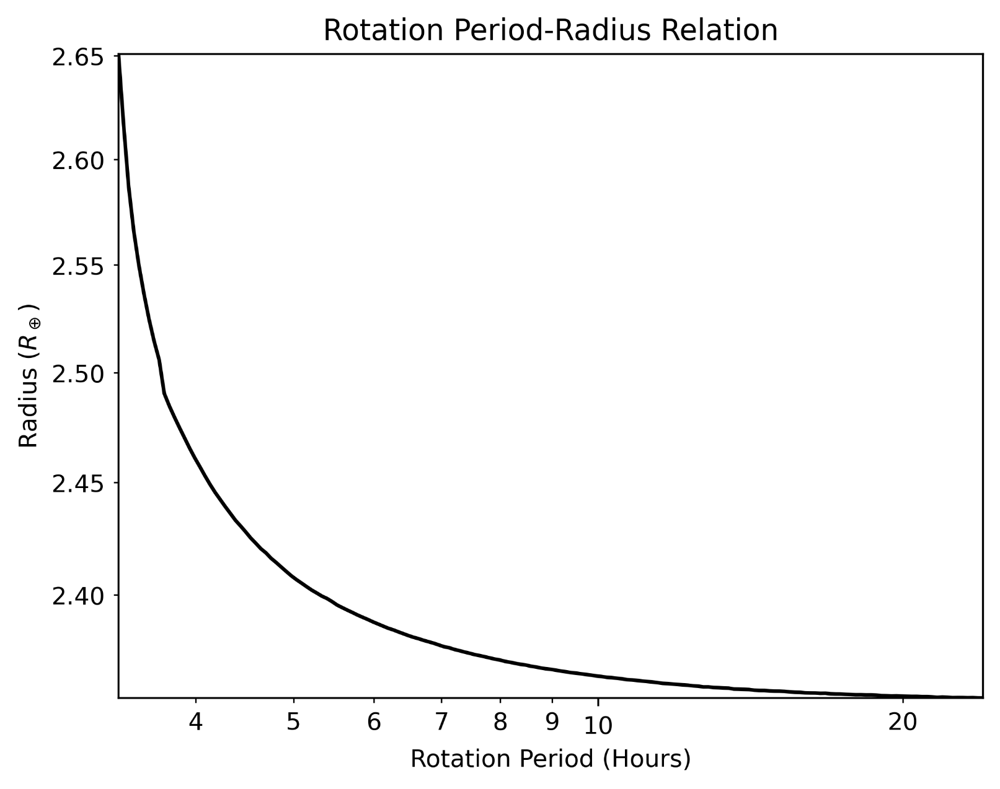 Rotation Period-Radius Relation
2.65
2.60
2.55
2.50
2.45
2.40
Radius (R⊕)
4 5 6 7 8 9 10 20
Rotation Period (Hours)